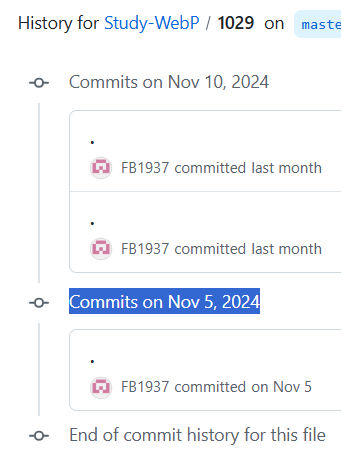 History for Study-WebP / 1029 on maste
Commits on Nov 10, 2024
.
FB1937 committed last month
.
FB1937 committed last month
Commits on Nov 5, 2024
.
FB1937 committed on Nov 5
End of commit history for this file